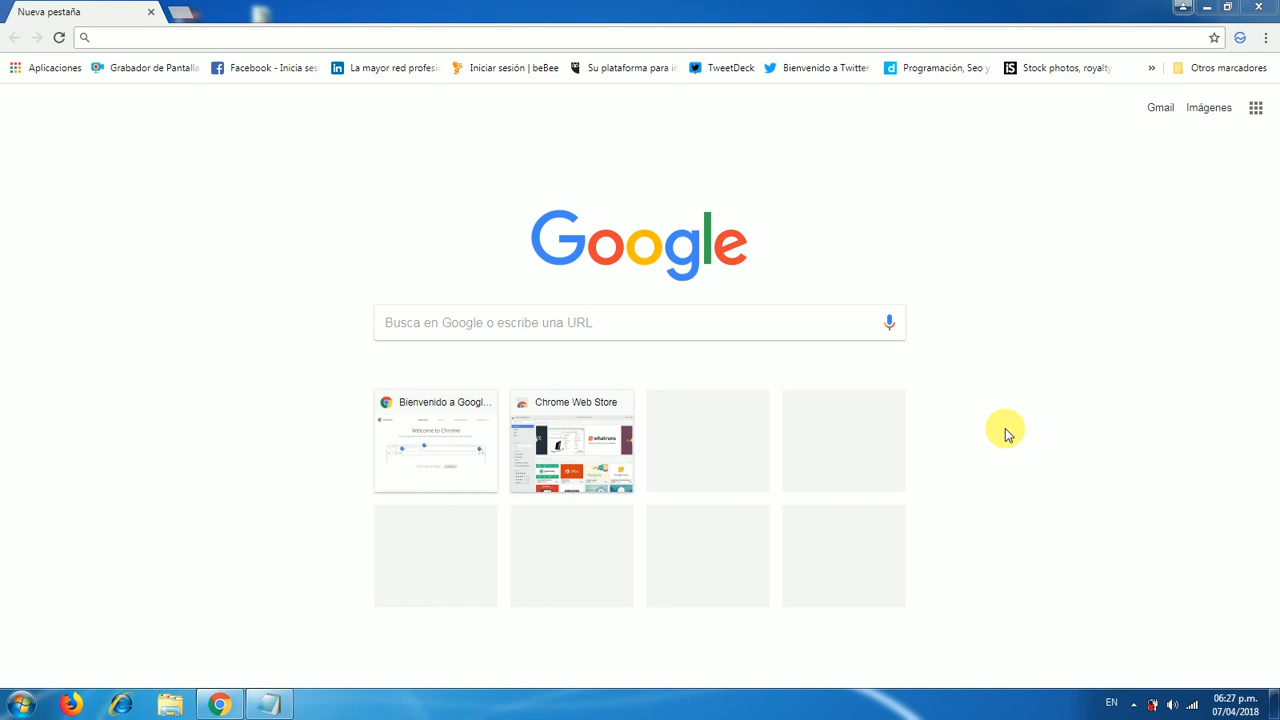 Nueva pestaña
Aplicaciones
Grabador de Pantalla
Facebook - Inicia ses
La mayor red profesi
Iniciar sesión | beBee
Su plataforma para i
TweetDeck
Bienvenido a Twitter
Programación, Seo y
Stock photos, royalty
»
Otros marcadores
Gmail
Imágenes
Google
Busca en Google o escribe una URL
Bienvenido a Googl...
Chrome Web Store
Welcome to Chrome
whatruns
EN
06:27 p.m.
07/04/2018